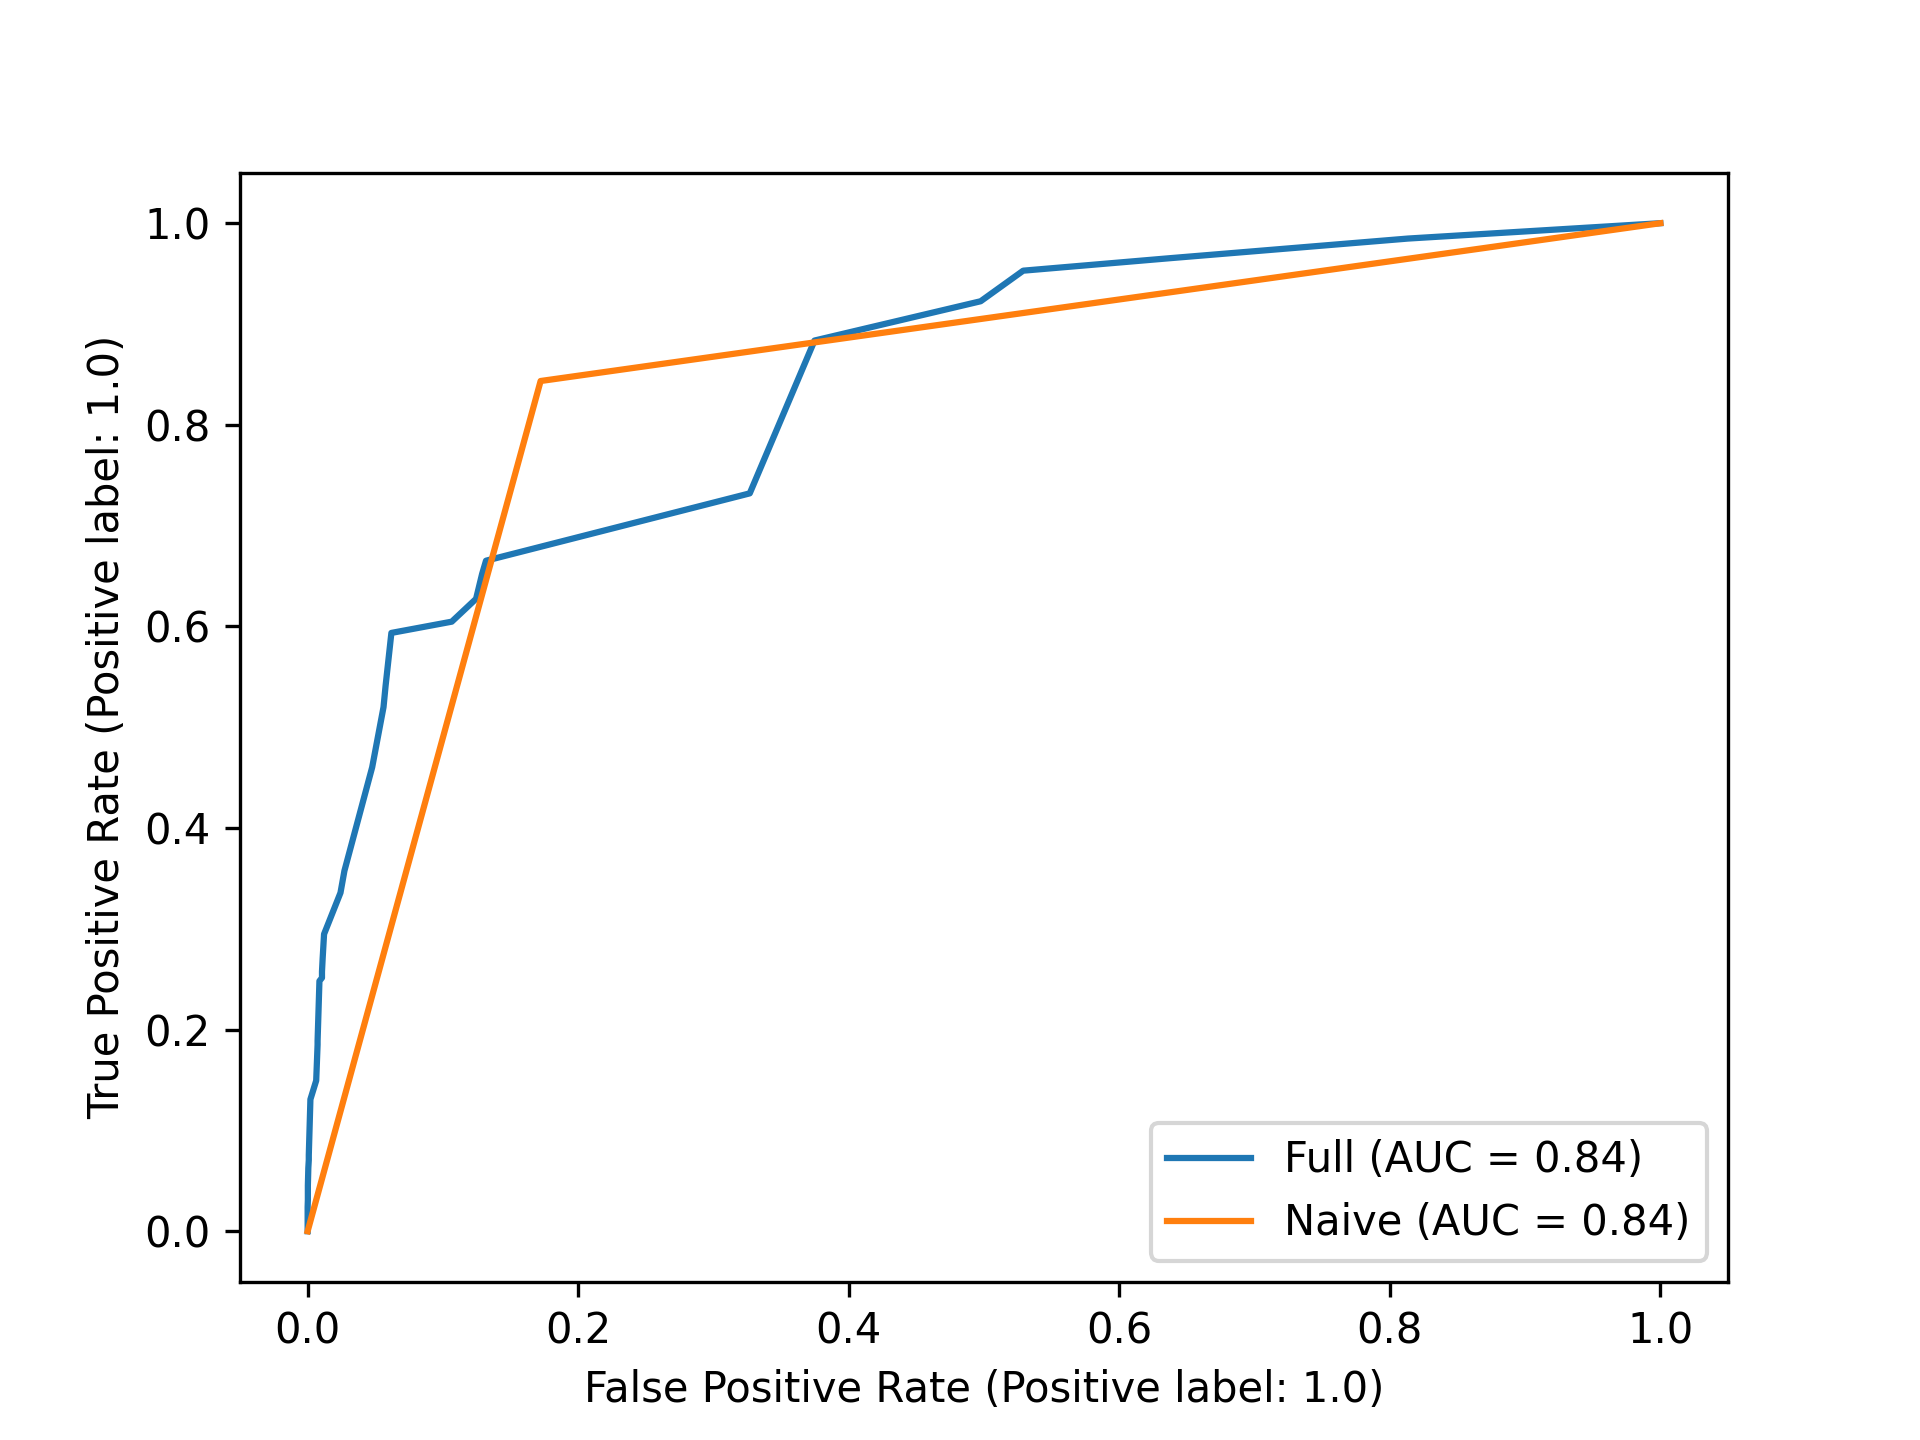 True Positive Rate (Positive label: 1.0)
1.0
0.8
0.6
0.4
0.2
0.0
Full (AUC = 0.84)
Naive (AUC = 0.84)
0.0 0.2 0.4 0.6 0.8 1.0
False Positive Rate (Positive label: 1.0)